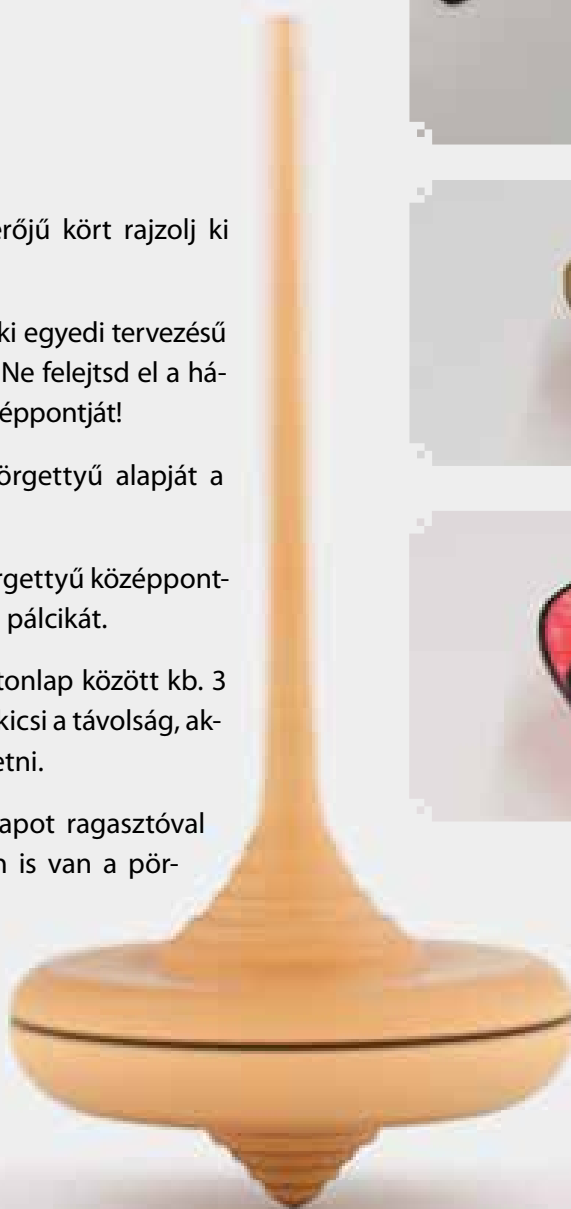 erőjű kört rajzolj ki
ki egyedi tervezésű
Ne felejtsd el a há-
éppontját!
örgettyű alapját a
rgettyű középpont-
pálcikát.
tonlap között kb. 3
kicsi a távolság, ak-
etni.
apot ragasztóval
n is van a pör-